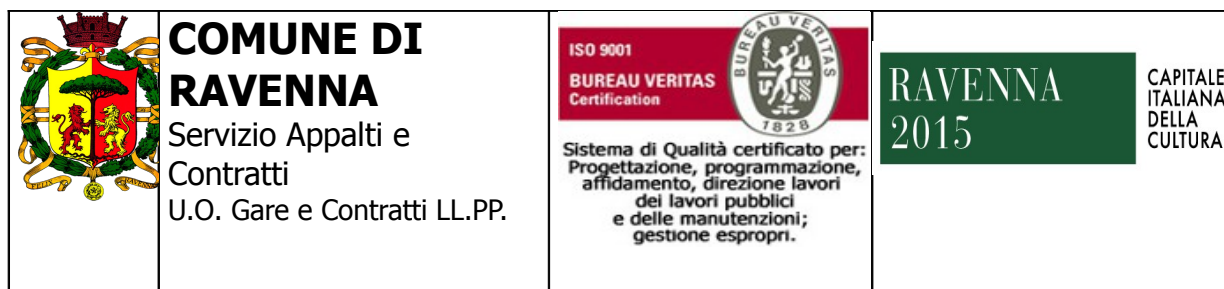 COMUNE DI
RAVENNA
Servizio Appalti e
Contratti
U.O. Gare e Contratti LL.PP.
ISO 9001
BUREAU VERITAS
Certification
BUREAU VERITAS
1828
Sistema di Qualità certificato per:
Progettazione, programmazione,
affidamento, direzione lavori
dei lavori pubblici
e delle manutenzioni;
gestione espropri.
RAVENNA
2015
CAPITALE
ITALIANA
DELLA
CULTURA